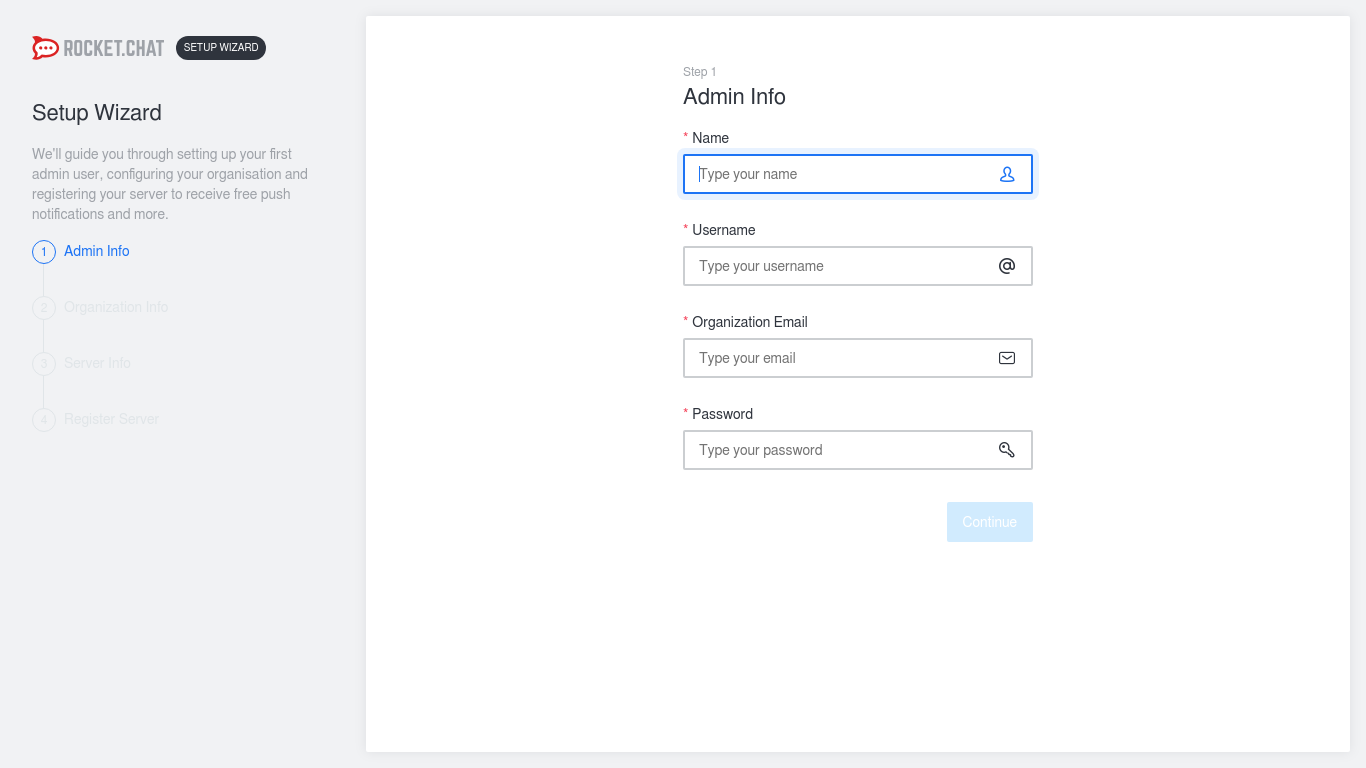 ROCKET.CHAT SETUP WIZARD
Setup Wizard
We'll guide you through setting up your first
admin user, configuring your organisation and
registering your server to receive free push
notifications and more.
1 Admin Info
2 Organization Info
3 Server Info
4 Register Server
Step 1
Admin Info
* Name
Type your name
* Username
Type your username
* Organization Email
Type your email
* Password
Type your password
Continue